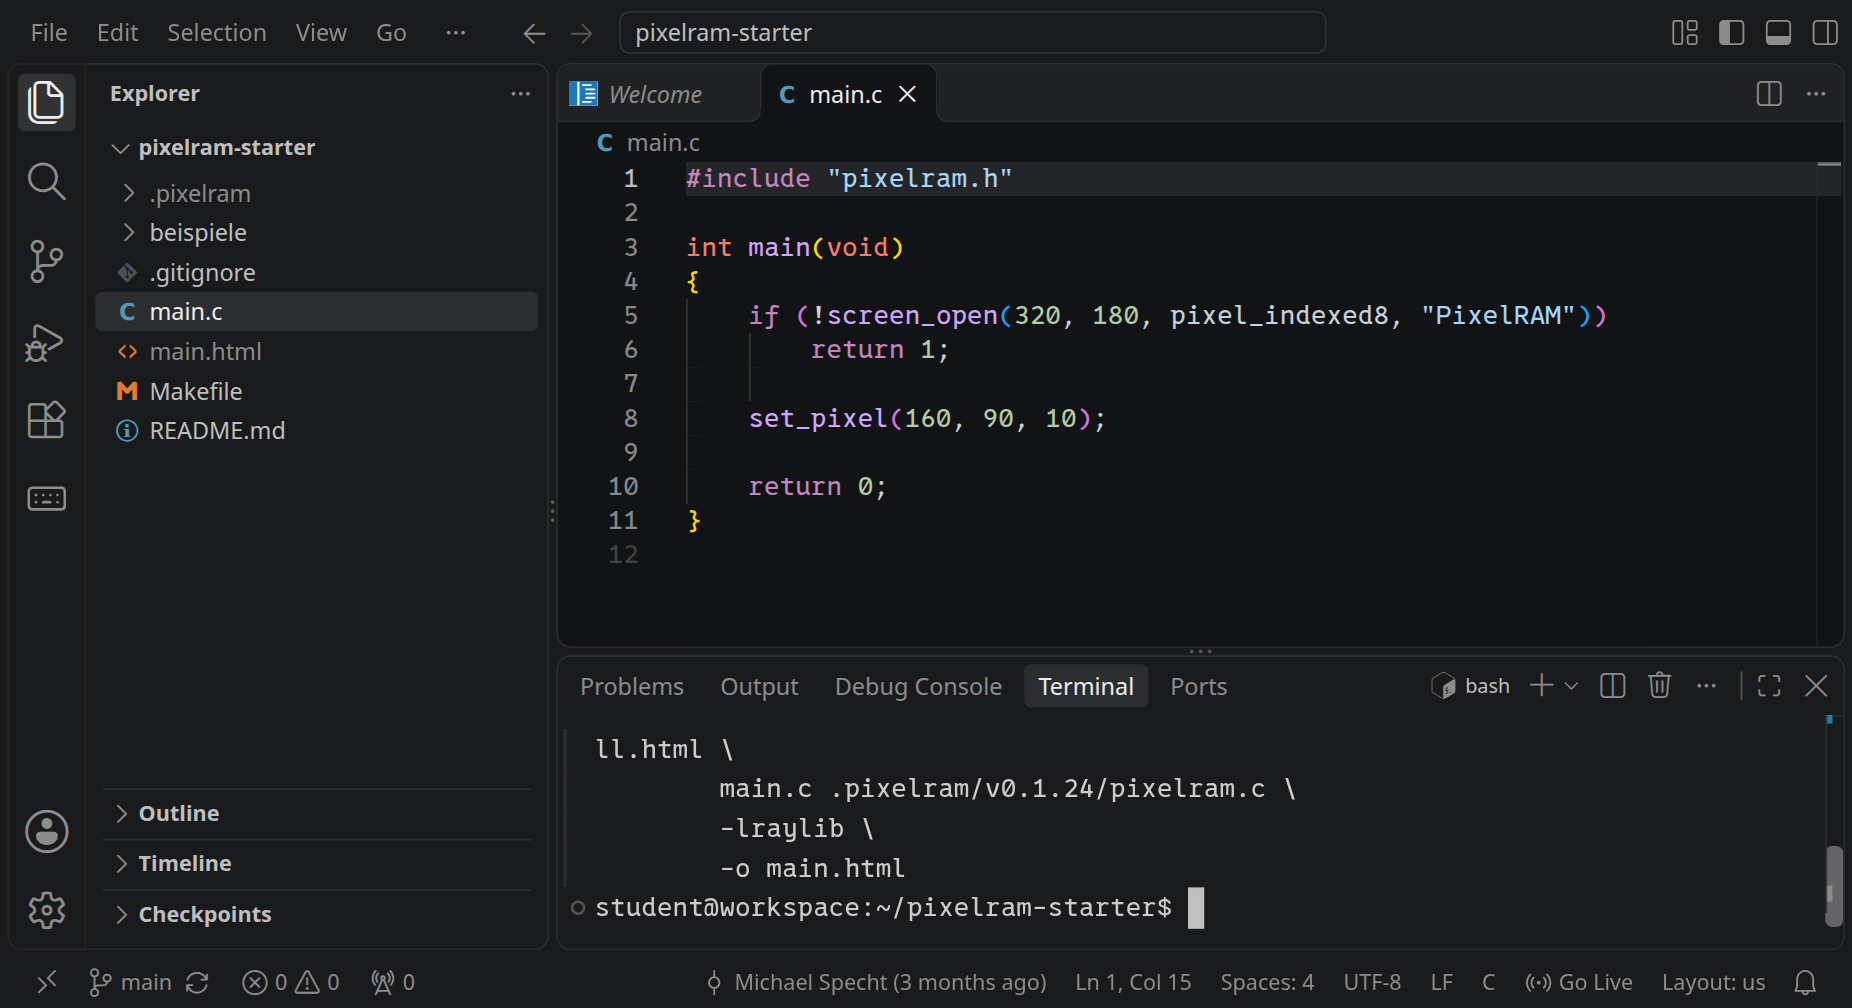 File Edit Selection View Go ··· pixelram-starter
Explorer ···
pixelram-starter
.pixelram
beispiele
.gitignore
main.c
main.html
Makefile
README.md
Outline
Timeline
Checkpoints
Welcome main.c
main.c
1 #include "pixelram.h"
2
3 int main(void)
4 {
5 if (!screen_open(320, 180, pixel_indexed8, "PixelRAM"))
6 return 1;
7
8 set_pixel(160, 90, 10);
9
10 return 0;
11 }
12
Problems Output Debug Console Terminal Ports bash
ll.html \
main.c .pixelram/v0.1.24/pixelram.c \
-lraylib \
-o main.html
student@workspace:~/pixelram-starter$
main 0 0 0 Michael Specht (3 months ago) Ln 1, Col 15 Spaces: 4 UTF-8 LF C Go Live Layout: us